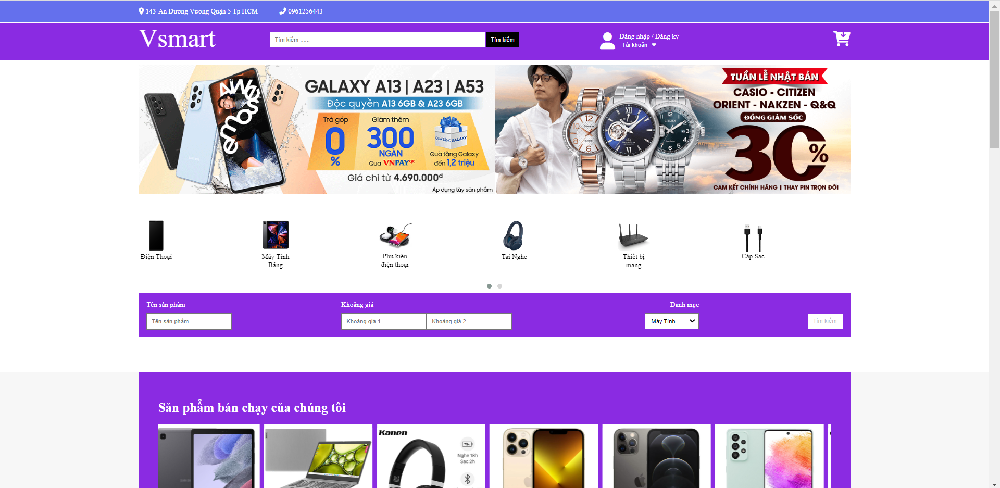 143-An Dương Vương Quận 5 Tp HCM
0961256443
Vsmart
Tìm kiếm ......
Tìm kiếm
Đăng nhập / Đăng ký
Tài khoản
GALAXY A13 | A23 | A53
Độc quyền A13 6GB & A23 6GB
Awesome
Trả góp
0
%
Giảm thêm
300
NGÀN
Qua VNPAYQR
QUÀ TẶNG GALAXY
Quà tặng Galaxy
đến 1,2 triệu
Giá chỉ từ 4.690.000đ
Áp dụng tùy sản phẩm
TUẦN LỄ NHẬT BẢN
CASIO - CITIZEN
ORIENT - NAKZEN - Q&Q
ĐỒNG GIẢM SỐC
30%
CAM KẾT CHÍNH HÃNG | THAY PIN TRỌN ĐỜI
Điện Thoại
Máy Tính
Bảng
Phụ kiện
điện thoại
Tai Nghe
Thiết bị
mạng
Cáp Sạc
Tên sản phẩm
Khoảng giá
Danh mục
Tên sản phẩm
Khoảng giá 1
Khoảng giá 2
Máy Tính
Tìm kiếm
Sản phẩm bán chạy của chúng tôi
Kanen
Nghe 18h
Sạc 2h